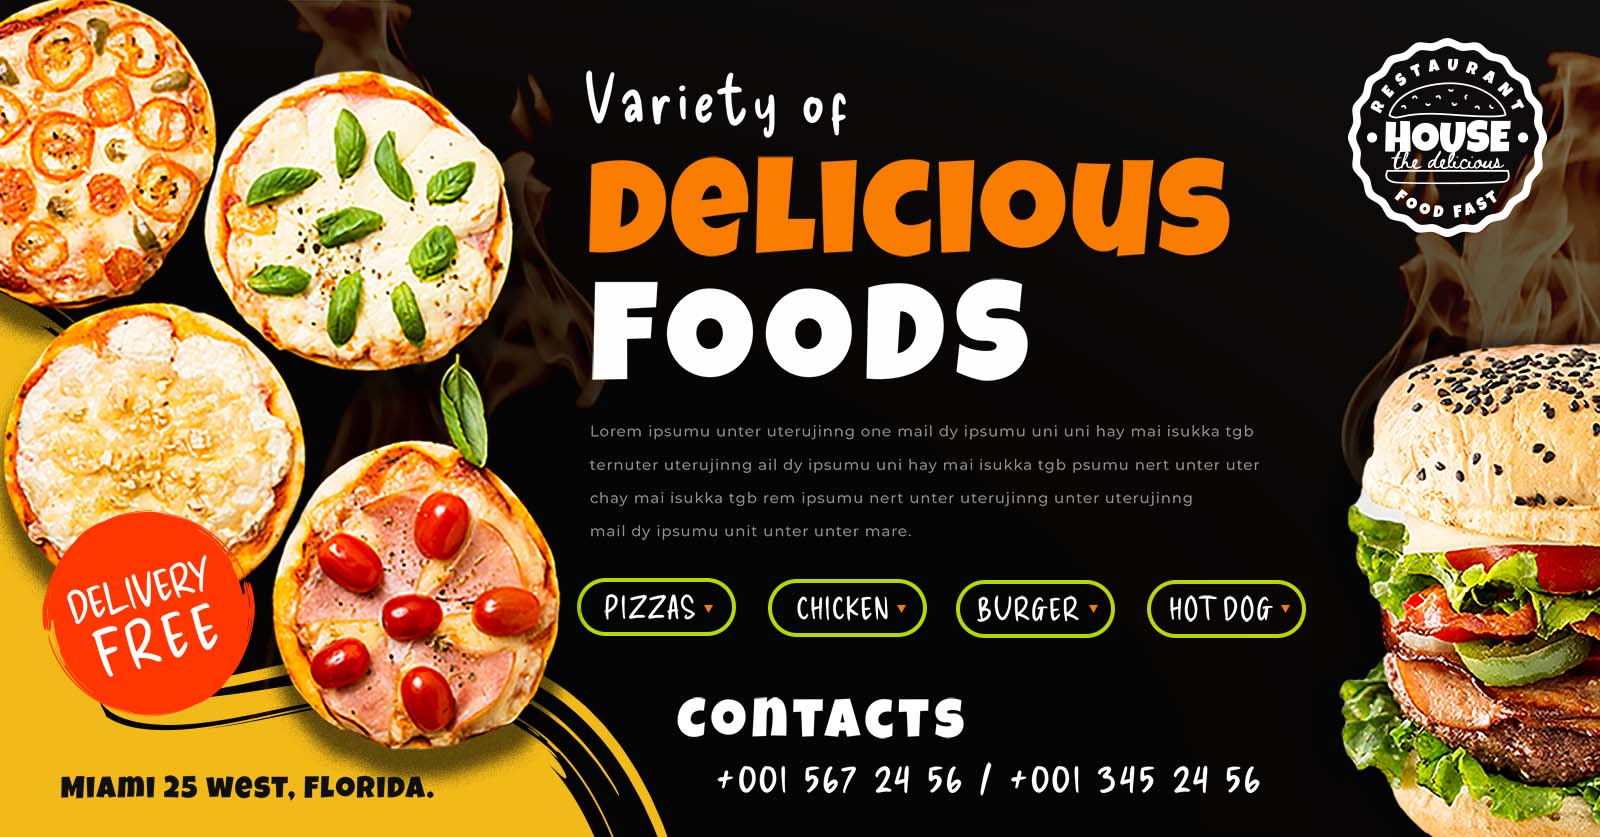 Variety of
DeLICIOUS
FOODS
RESTAURANT
HOUSE
the delicious
FOOD FAST
Lorem ipsumu unter uterujinng one mail dy ipsumu uni uni hay mai isukka tgb
ternuter uterujinng ail dy ipsumu uni hay mai isukka tgb psumu nert unter uter
chay mai isukka tgb rem ipsumu nert unter uterujinng unter uterujinng
mail dy ipsumu unit unter unter mare.
PIZZAS
CHICKEN
BURGER
HOT DOG
DELIVERY
FREE
CONTACTS
+001 567 24 56 / +001 345 24 56
MIAMI 25 WEST, FLORIDA.